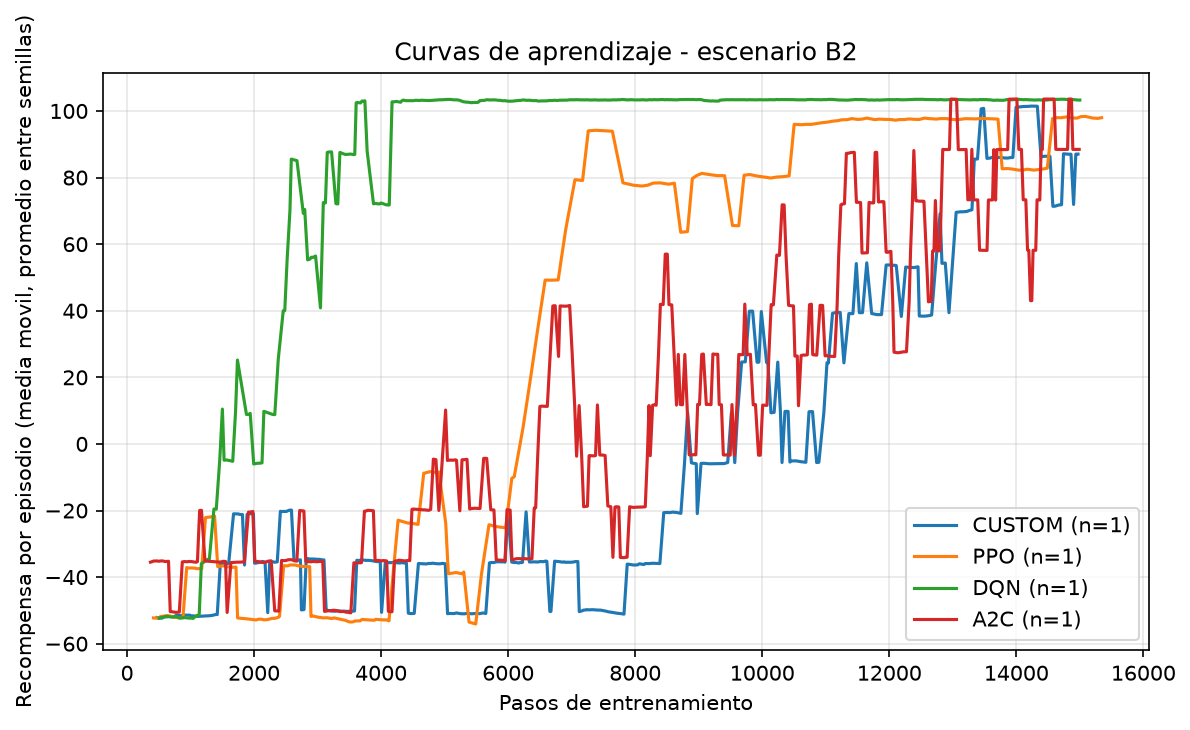 Curvas de aprendizaje - escenario B2
Recompensa por episodio (media movil, promedio entre semillas)
100
80
60
40
20
0
−20
−40
−60
0
2000
4000
6000
8000
10000
12000
14000
16000
Pasos de entrenamiento
CUSTOM (n=1)
PPO (n=1)
DQN (n=1)
A2C (n=1)